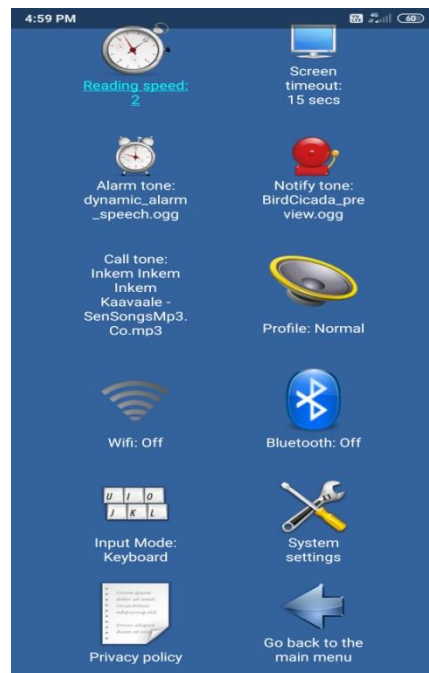 4:59 PM
4G
60
Reading speed:
2
Screen
timeout:
15 secs
Alarm tone:
dynamic_alarm
_speech.ogg
Notify tone:
BirdCicada_pre
view.ogg
Call tone:
Inkem Inkem
Inkem
Kaavaale -
SenSongsMp3.
Co.mp3
Profile: Normal
Wifi: Off
Bluetooth: Off
U I O
J K L
Input Mode:
Keyboard
System
settings
Privacy policy
Go back to the
main menu